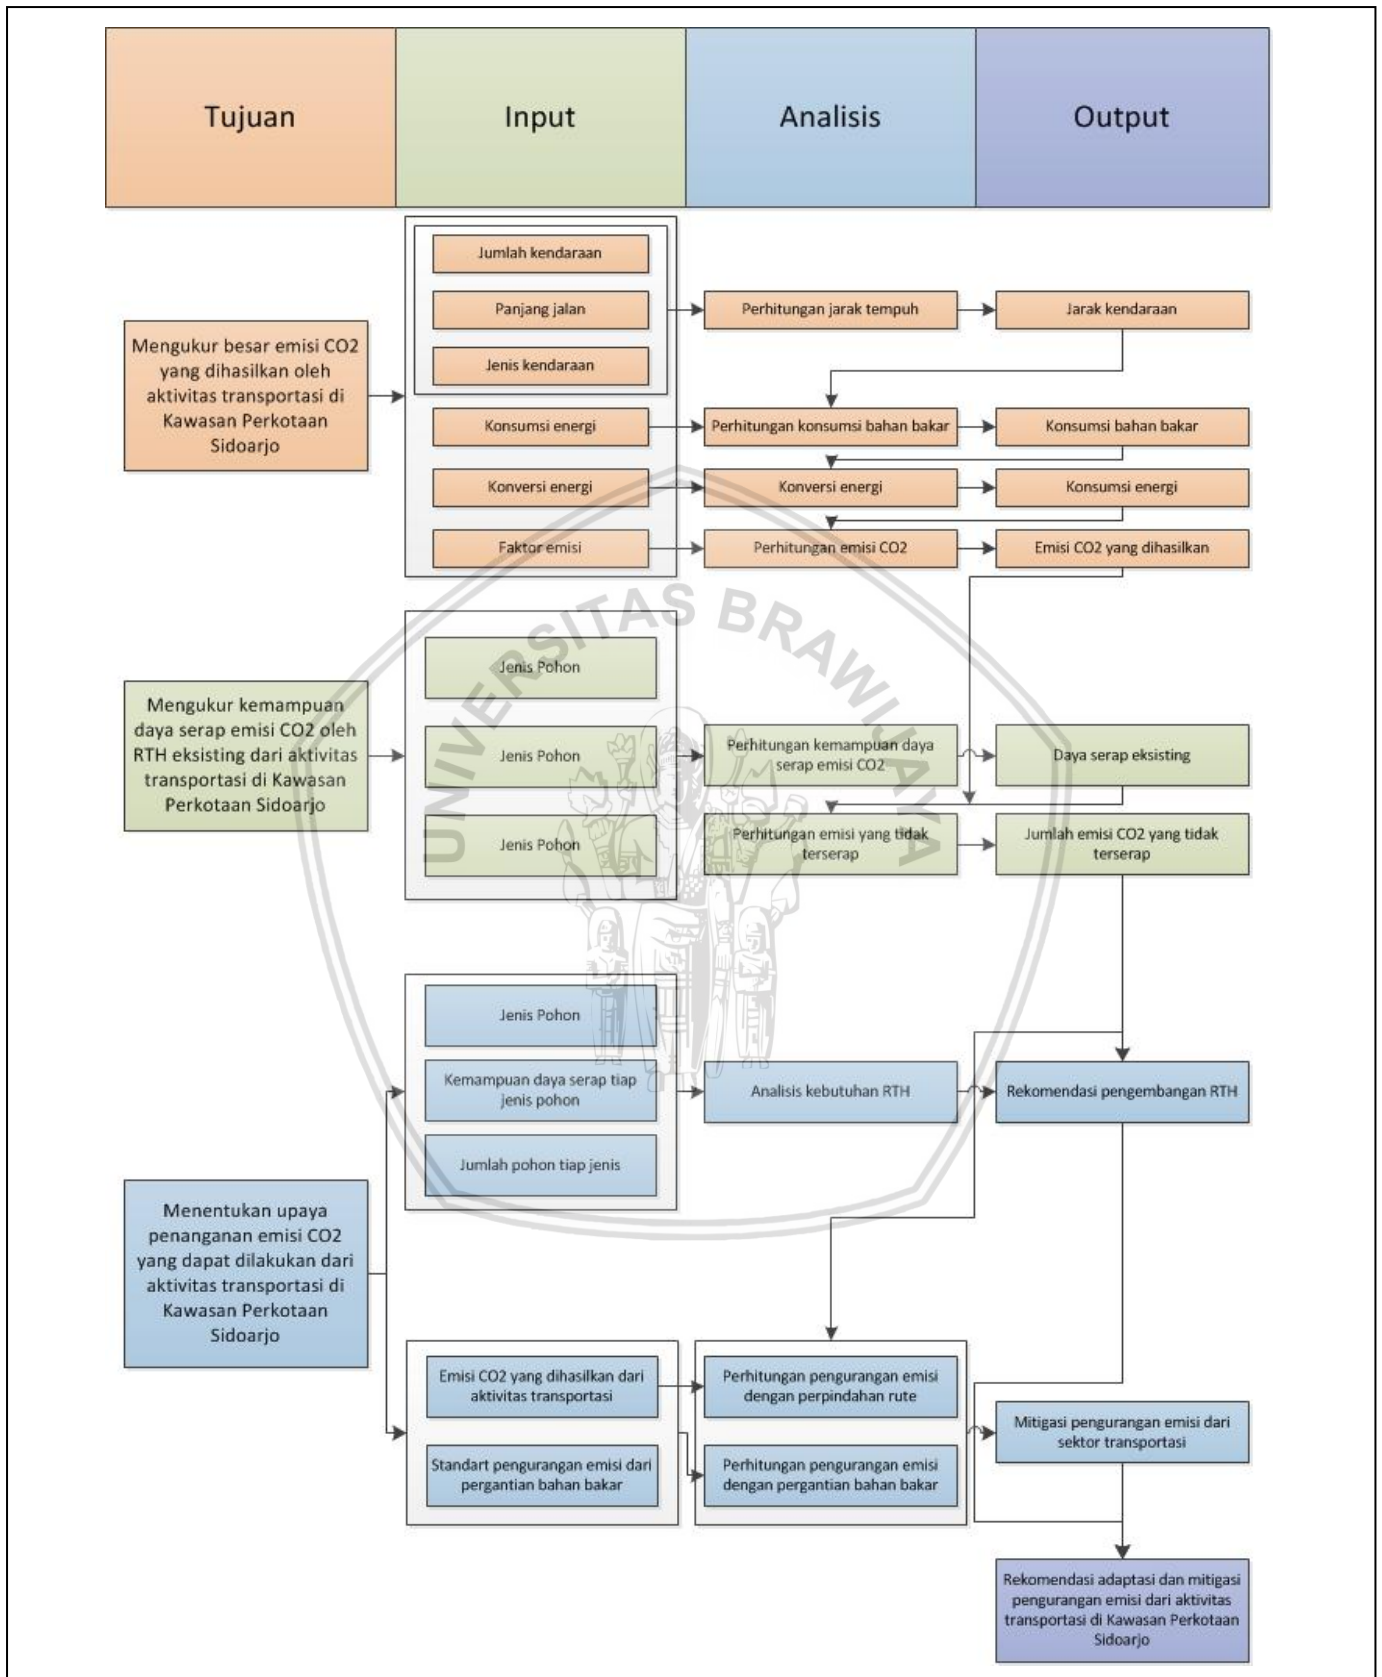 Tujuan
Input
Analisis
Output
Mengukur besar emisi CO2
yang dihasilkan oleh
aktivitas transportasi di
Kawasan Perkotaan
Sidoarjo
Jumlah kendaraan
Panjang jalan
Jenis kendaraan
Konsumsi energi
Konversi energi
Faktor emisi
Perhitungan jarak tempuh
Jarak kendaraan
Perhitungan konsumsi bahan bakar
Konsumsi bahan bakar
Konversi energi
Konsumsi energi
Perhitungan emisi CO2
Emisi CO2 yang dihasilkan
UNIVERSITAS BRAWIJAYA
Mengukur kemampuan
daya serap emisi CO2 oleh
RTH eksisting dari aktivitas
transportasi di Kawasan
Perkotaan Sidoarjo
Jenis Pohon
Jenis Pohon
Jenis Pohon
Perhitungan kemampuan daya
serap emisi CO2
Daya serap eksisting
Perhitungan emisi yang tidak
terserap
Jumlah emisi CO2 yang tidak
terserap
Menentukan upaya
penanganan emisi CO2
yang dapat dilakukan dari
aktivitas transportasi di
Kawasan Perkotaan
Sidoarjo
Jenis Pohon
Kemampuan daya serap tiap
jenis pohon
Jumlah pohon tiap jenis
Analisis kebutuhan RTH
Rekomendasi pengembangan RTH
Emisi CO2 yang dihasilkan dari
aktivitas transportasi
Standart pengurangan emisi dari
pergantian bahan bakar
Perhitungan pengurangan emisi
dengan perpindahan rute
Perhitungan pengurangan emisi
dengan pergantian bahan bakar
Mitigasi pengurangan emisi dari
sektor transportasi
Rekomendasi adaptasi dan mitigasi
pengurangan emisi dari aktivitas
transportasi di Kawasan Perkotaan
Sidoarjo